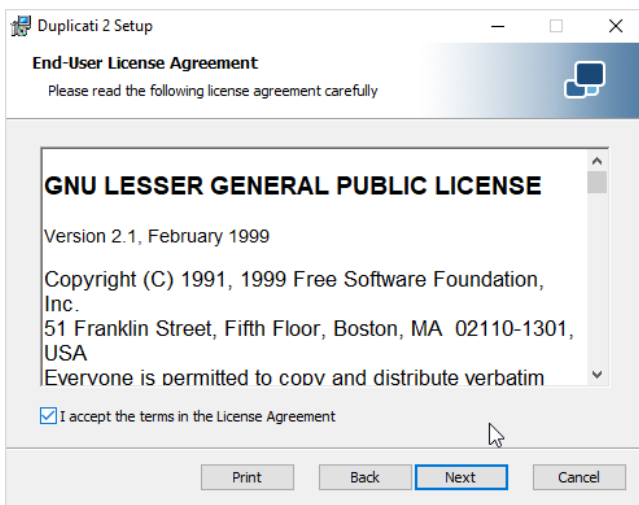 Duplicati 2 Setup
End-User License Agreement
Please read the following license agreement carefully
GNU LESSER GENERAL PUBLIC LICENSE
Version 2.1, February 1999
Copyright (C) 1991, 1999 Free Software Foundation,
Inc.
51 Franklin Street, Fifth Floor, Boston, MA  02110-1301,
USA
Everyone is permitted to copy and distribute verbatim
I accept the terms in the License Agreement
Print Back Next Cancel